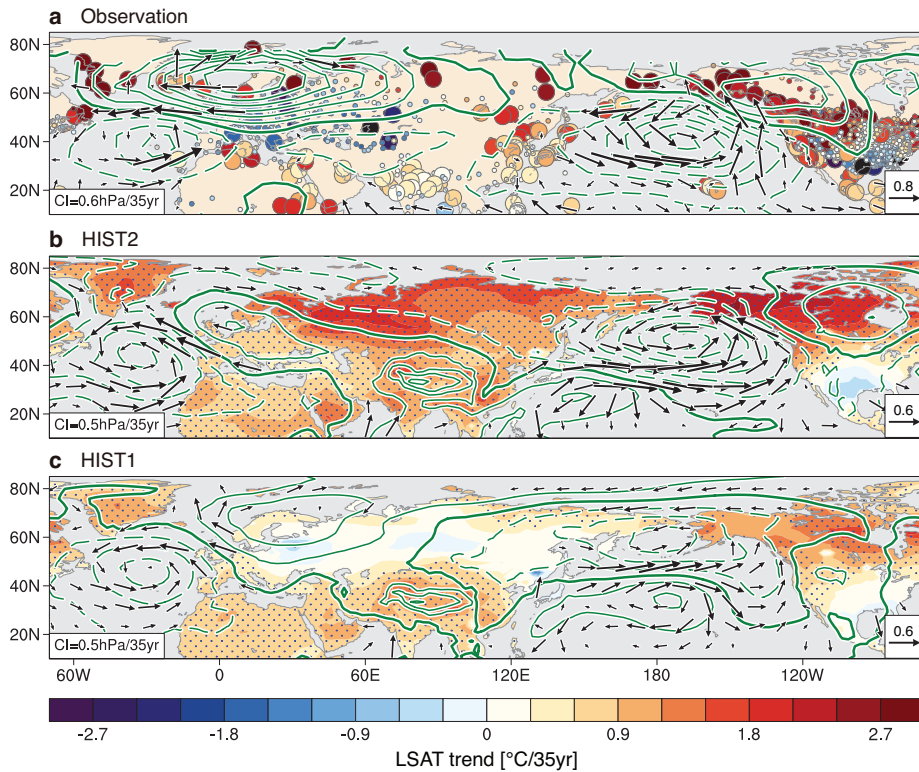 a Observation
80N
60N
40N
20N
CI=0.6hPa/35yr
0.8
b HIST2
80N
60N
40N
20N
CI=0.5hPa/35yr
0.6
c HIST1
80N
60N
40N
20N
CI=0.5hPa/35yr
0.6
60W 0 60E 120E 180 120W
-2.7 -1.8 -0.9 0 0.9 1.8 2.7
LSAT trend [°C/35yr]